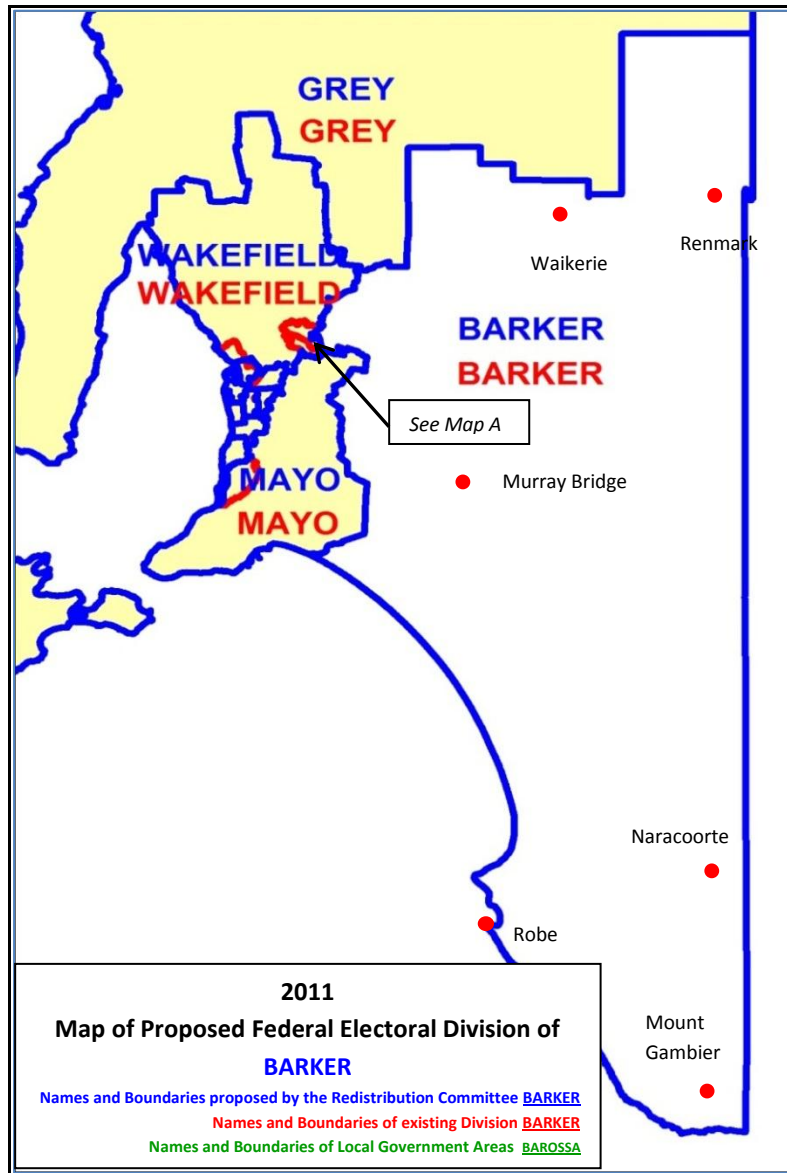 GREY
GREY
WAKEFIELD
WAKEFIELD
Waikerie
Renmark
BARKER
BARKER
See Map A
MAYO
MAYO
Murray Bridge
Naracoorte
Robe
Mount
Gambier
2011
Map of Proposed Federal Electoral Division of
BARKER
Names and Boundaries proposed by the Redistribution Committee BARKER
Names and Boundaries of existing Division BARKER
Names and Boundaries of Local Government Areas BAROSSA